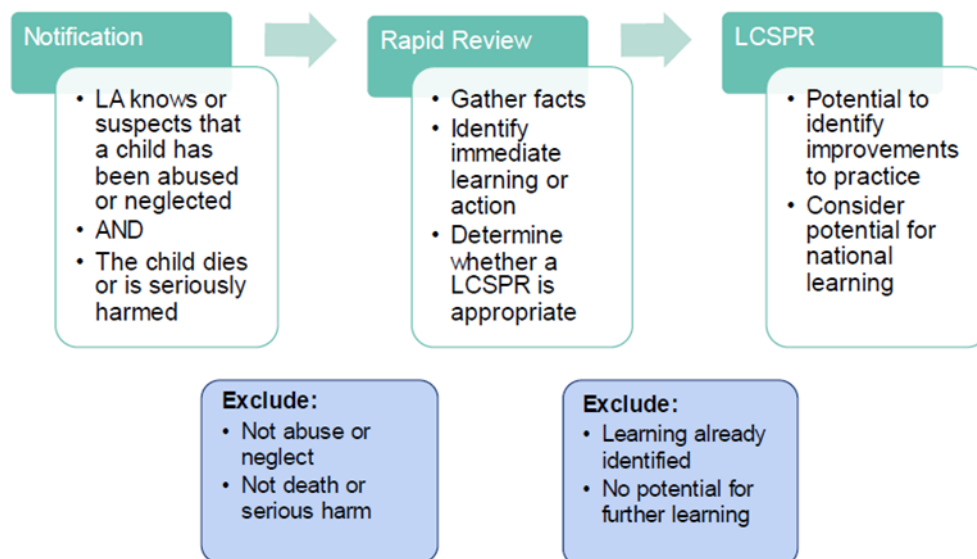 Notification
• LA knows or
suspects that
a child has
been abused
or neglected
• AND
• The child dies
or is seriously
harmed
Rapid Review
• Gather facts
• Identify
immediate
learning or
action
• Determine
whether a
LCSPR is
appropriate
LCSPR
• Potential to
identify
improvements
to practice
• Consider
potential for
national
learning
Exclude:
• Not abuse or
neglect
• Not death or
serious harm
Exclude:
• Learning already
identified
• No potential for
further learning